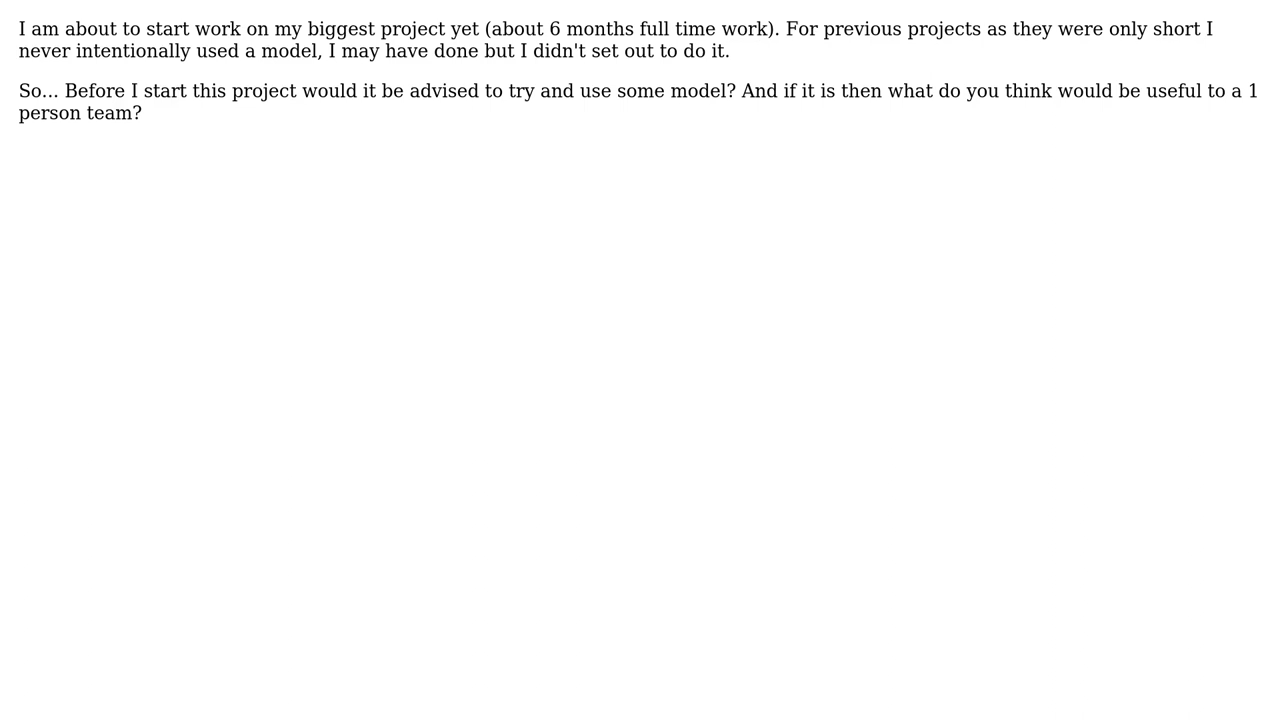 I am about to start work on my biggest project yet (about 6 months full time work). For previous projects as they were only short I
never intentionally used a model, I may have done but I didn't set out to do it.
So... Before I start this project would it be advised to try and use some model? And if it is then what do you think would be useful to a 1
person team?